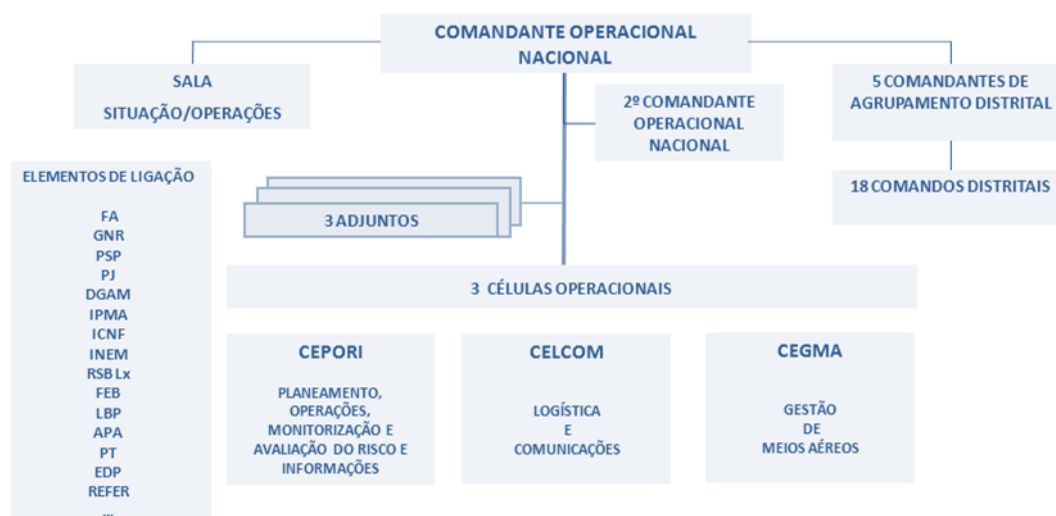 COMANDANTE OPERACIONAL
NACIONAL
SALA
SITUAÇÃO/OPERAÇÕES
2º COMANDANTE
OPERACIONAL
NACIONAL
5 COMANDANTES DE
AGRUPAMENTO DISTRITAL
18 COMANDOS DISTRITAIS
ELEMENTOS DE LIGAÇÃO
FA
GNR
PSP
PJ
DGAM
IPMA
ICNF
INEM
RSB Lx
FEB
LBP
APA
PT
EDP
REFER
...
3 ADJUNTOS
3 CÉLULAS OPERACIONAIS
CEPORI
PLANEAMENTO,
OPERAÇÕES,
MONITORIZAÇÃO E
AVALIAÇÃO DO RISCO E
INFORMAÇÕES
CELCOM
LOGÍSTICA
E
COMUNICAÇÕES
CEGMA
GESTÃO
DE
MEIOS AÉREOS